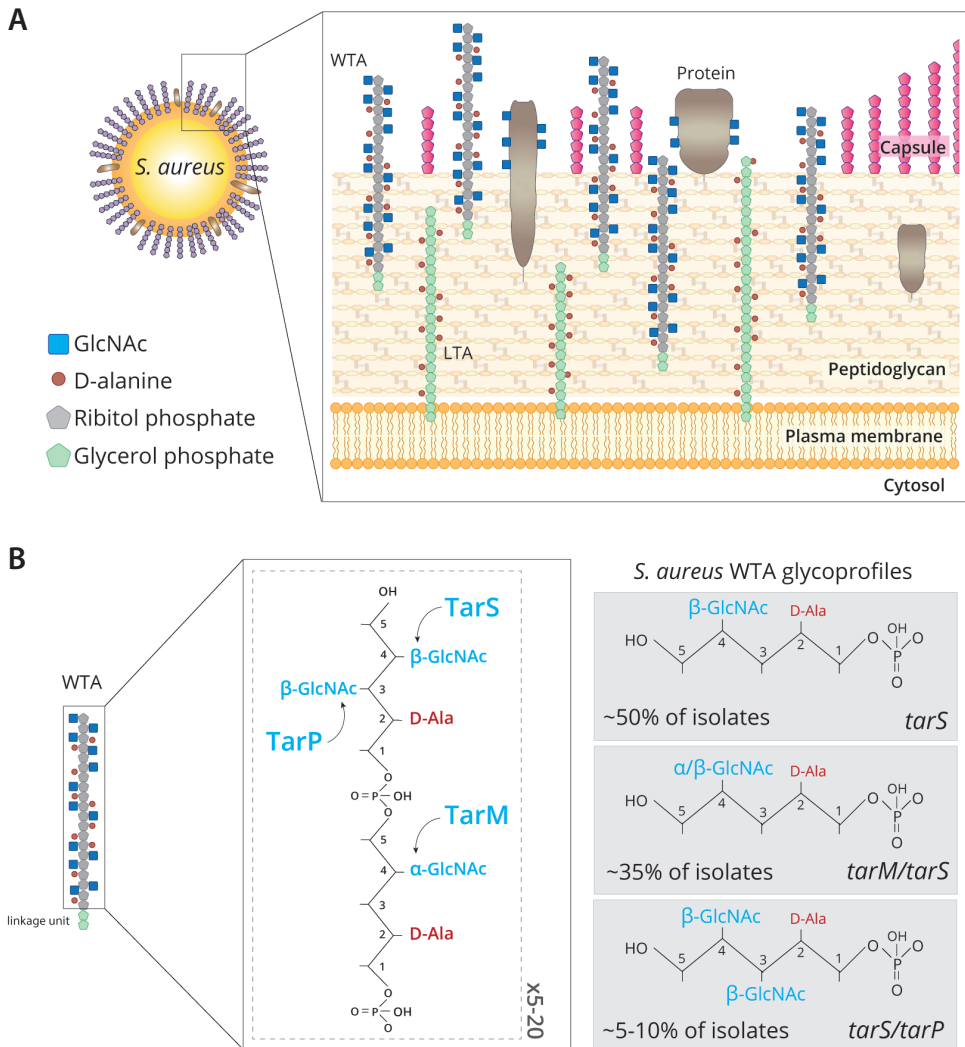 A
WTA
Protein
Capsule
S. aureus
GlcNAc
D-alanine
Ribitol phosphate
Glycerol phosphate
LTA
Peptidoglycan
Plasma membrane
Cytosol
B
WTA
linkage unit
OH
TarS
5
4
β-GlcNAc
β-GlcNAc
3
2
D-Ala
TarP
1
O
O=P-OH
O
TarM
5
4
α-GlcNAc
3
2
D-Ala
1
O
O=P-OH
O
x5-20
S. aureus WTA glycoprofiles
β-GlcNAc
D-Ala
HO
5
4
3
2
1
O
OH
P
O
O
~50% of isolates
tarS
α/β-GlcNAc
D-Ala
HO
5
4
3
2
1
O
OH
P
O
O
~35% of isolates
tarM/tarS
β-GlcNAc
D-Ala
HO
5
4
3
2
1
O
OH
P
O
O
β-GlcNAc
~5-10% of isolates
tarS/tarP